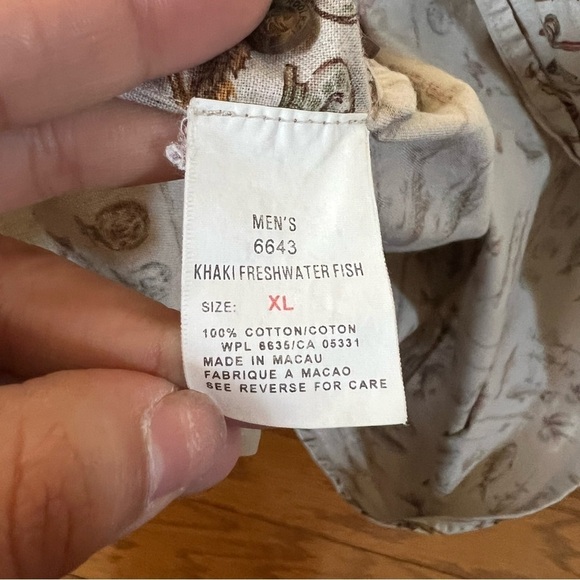 MEN'S
6643
KHAKI FRESHWATER FISH
SIZE: XL
100% COTTON/COTON
WPL 6635/CA 05331
MADE IN MACAU
FABRIQUE A MACAO
SEE REVERSE FOR CARE